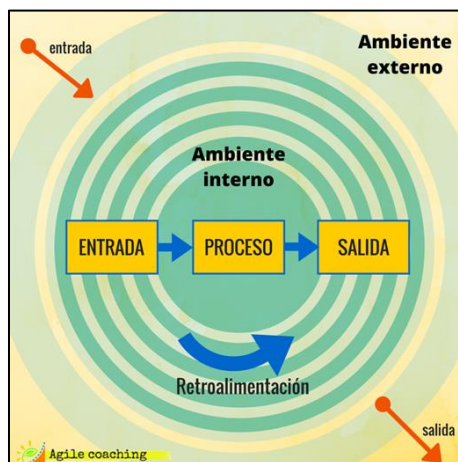 entrada
Ambiente
externo
Ambiente
interno
ENTRADA
PROCESO
SALIDA
Retroalimentación
salida
Agile coaching